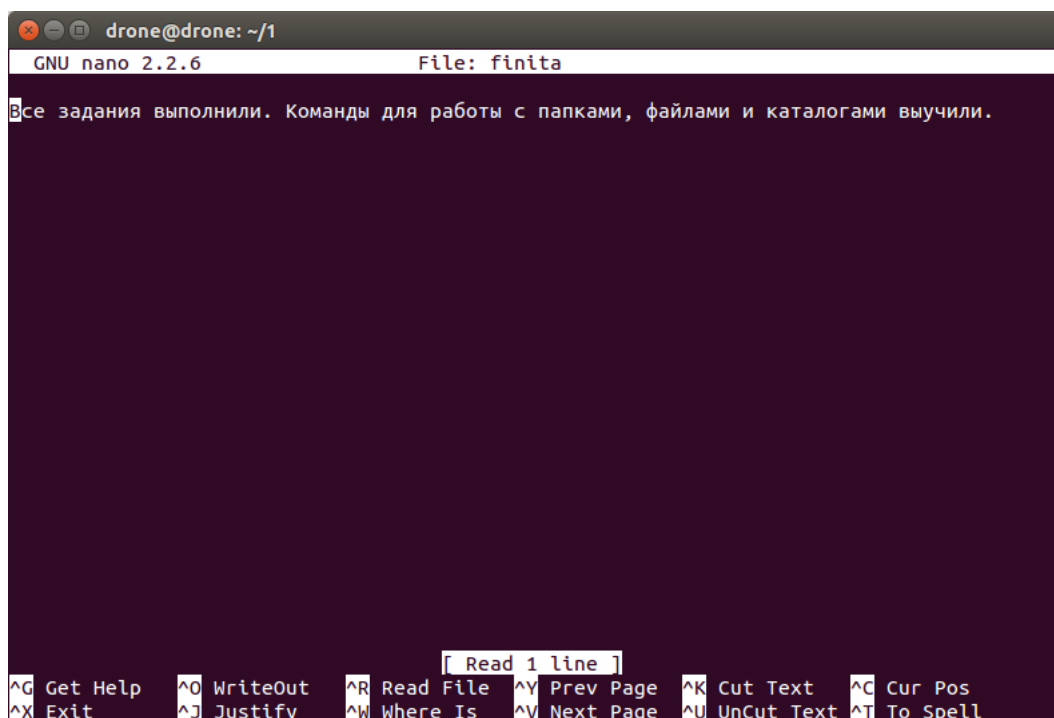 drone@drone: ~/1
GNU nano 2.2.6 File: finita
Все задания выполнили. Команды для работы с папками, файлами и каталогами выучили.
[ Read 1 line ]
^G Get Help ^O WriteOut ^R Read File ^Y Prev Page ^K Cut Text ^C Cur Pos
^X Exit ^J Justify ^W Where Is ^V Next Page ^U UnCut Text ^T To Spell